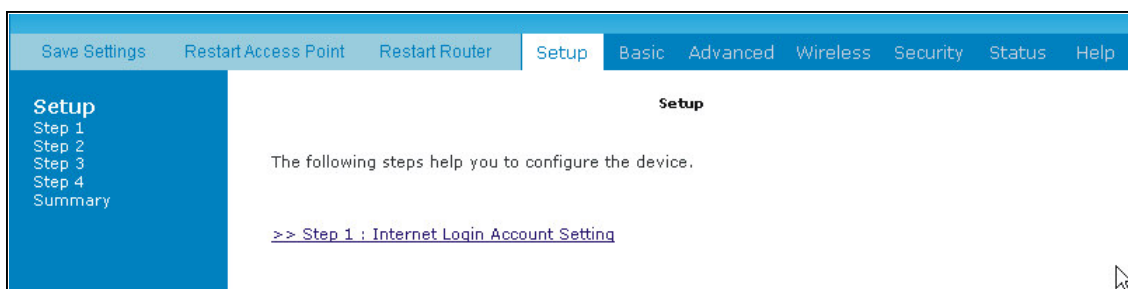 Save Settings Restart Access Point Restart Router Setup Basic Advanced Wireless Security Status Help
Setup
Step 1
Step 2
Step 3
Step 4
Summary
Setup
The following steps help you to configure the device.
>> Step 1 : Internet Login Account Setting